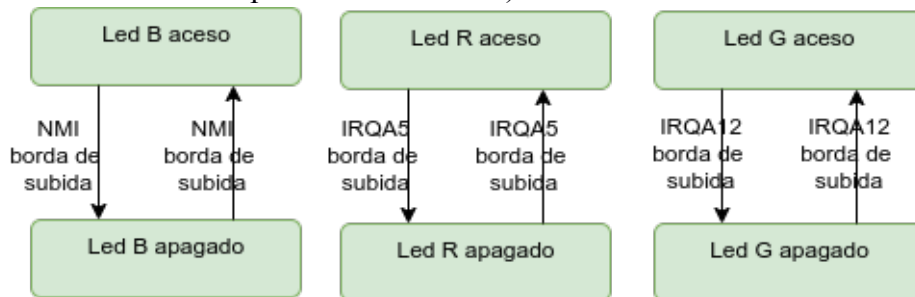 Led B aceso
Led R aceso
Led G aceso
NMI
borda de
subida
NMI
borda de
subida
IRQA5
borda de
subida
IRQA5
borda de
subida
IRQA12
borda de
subida
IRQA12
borda de
subida
Led B apagado
Led R apagado
Led G apagado